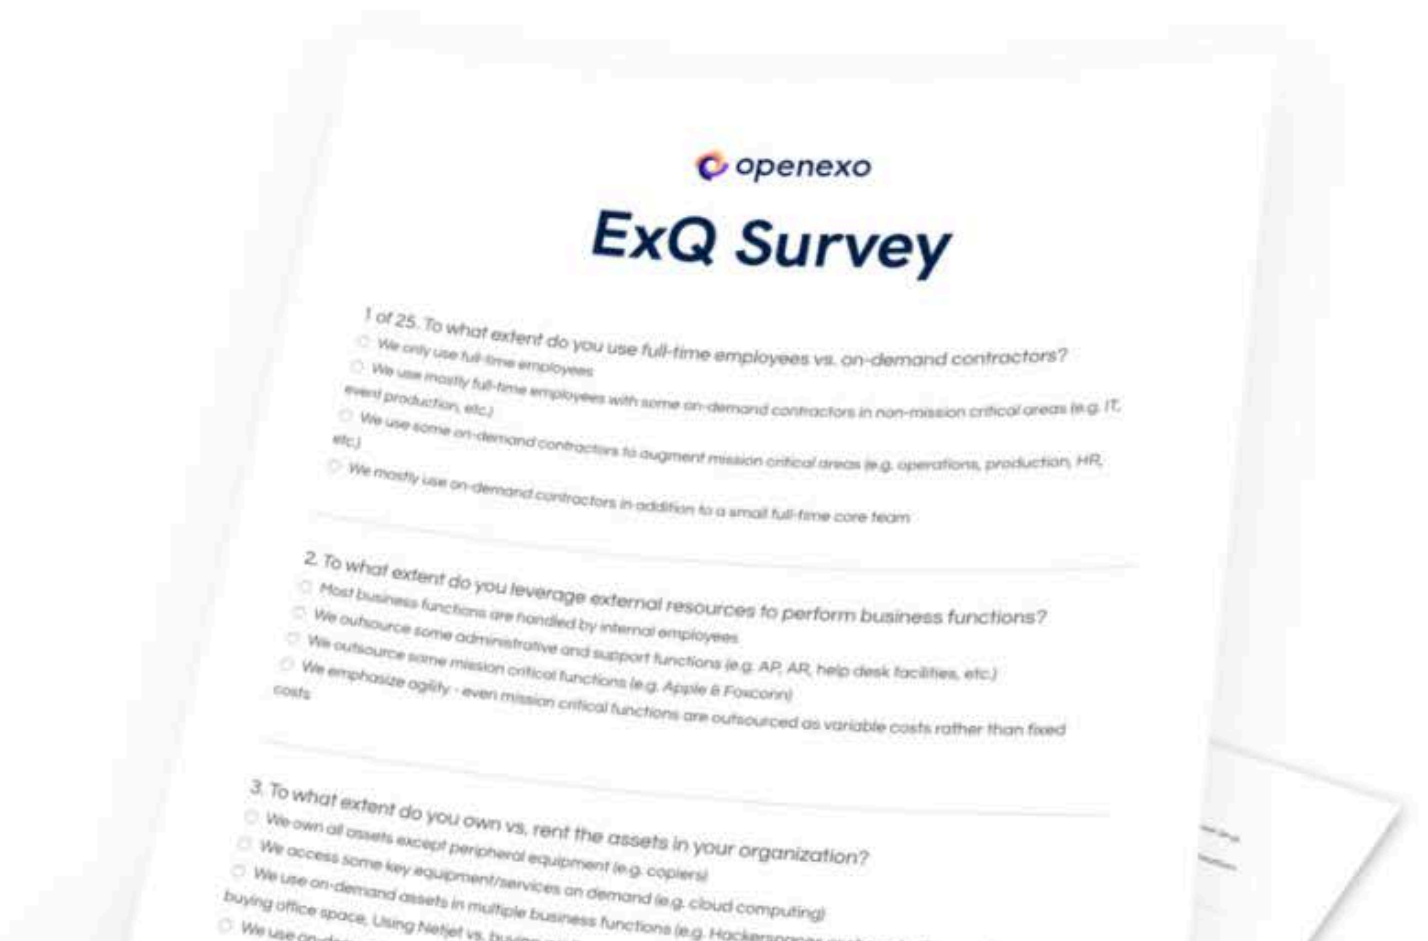 openexo
ExQ Survey
1 of 25. To what extent do you use full-time employees vs. on-demand contractors?
We only use full-time employees
We use mostly full-time employees with some on-demand contractors in non-mission critical areas (e.g. IT,
event production, etc.)
We use some on-demand contractors to augment mission critical areas (e.g. operations, production, HR,
etc.)
We mostly use on-demand contractors in addition to a small full-time core team
2. To what extent do you leverage external resources to perform business functions?
Most business functions are handled by internal employees
We outsource some administrative and support functions (e.g. AP, AR, help desk facilities, etc.)
We outsource some mission critical functions (e.g. Apple & Foxconn)
We emphasize agility - even mission critical functions are outsourced as variable costs rather than fixed
costs
3. To what extent do you own vs. rent the assets in your organization?
We own all assets except peripheral equipment (e.g. copiers)
We access some key equipment/services on demand (e.g. cloud computing)
We use on-demand assets in multiple business functions (e.g. Hackerspaces
buying office space, Using Netjet vs. buying
We use